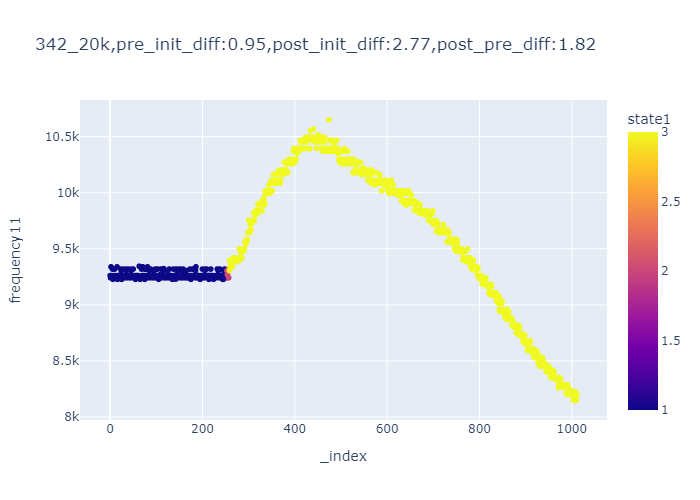 342_20k,pre_init_diff:0.95,post_init_diff:2.77,post_pre_diff:1.82
state1
3
2.5
2
1.5
1
10.5k
10k
9.5k
9k
8.5k
8k
frequency11
0
200
400
600
800
1000
_index